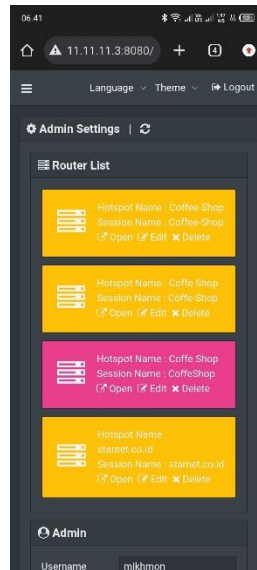 06.41
11.11.11.3:8080/
4
Language Theme Logout
Admin Settings |
Router List
Hotspot Name : Coffee Shop
Session Name : Coffee-Shop
Open Edit Delete
Hotspot Name : Coffe Shop
Session Name : Coffe-Shop
Open Edit Delete
Hotspot Name : Coffe Shop
Session Name : CoffeShop
Open Edit Delete
Hotspot Name :
starnet.co.id
Session Name : starnet.co.id
Open Edit Delete
Admin
Username mikhmon